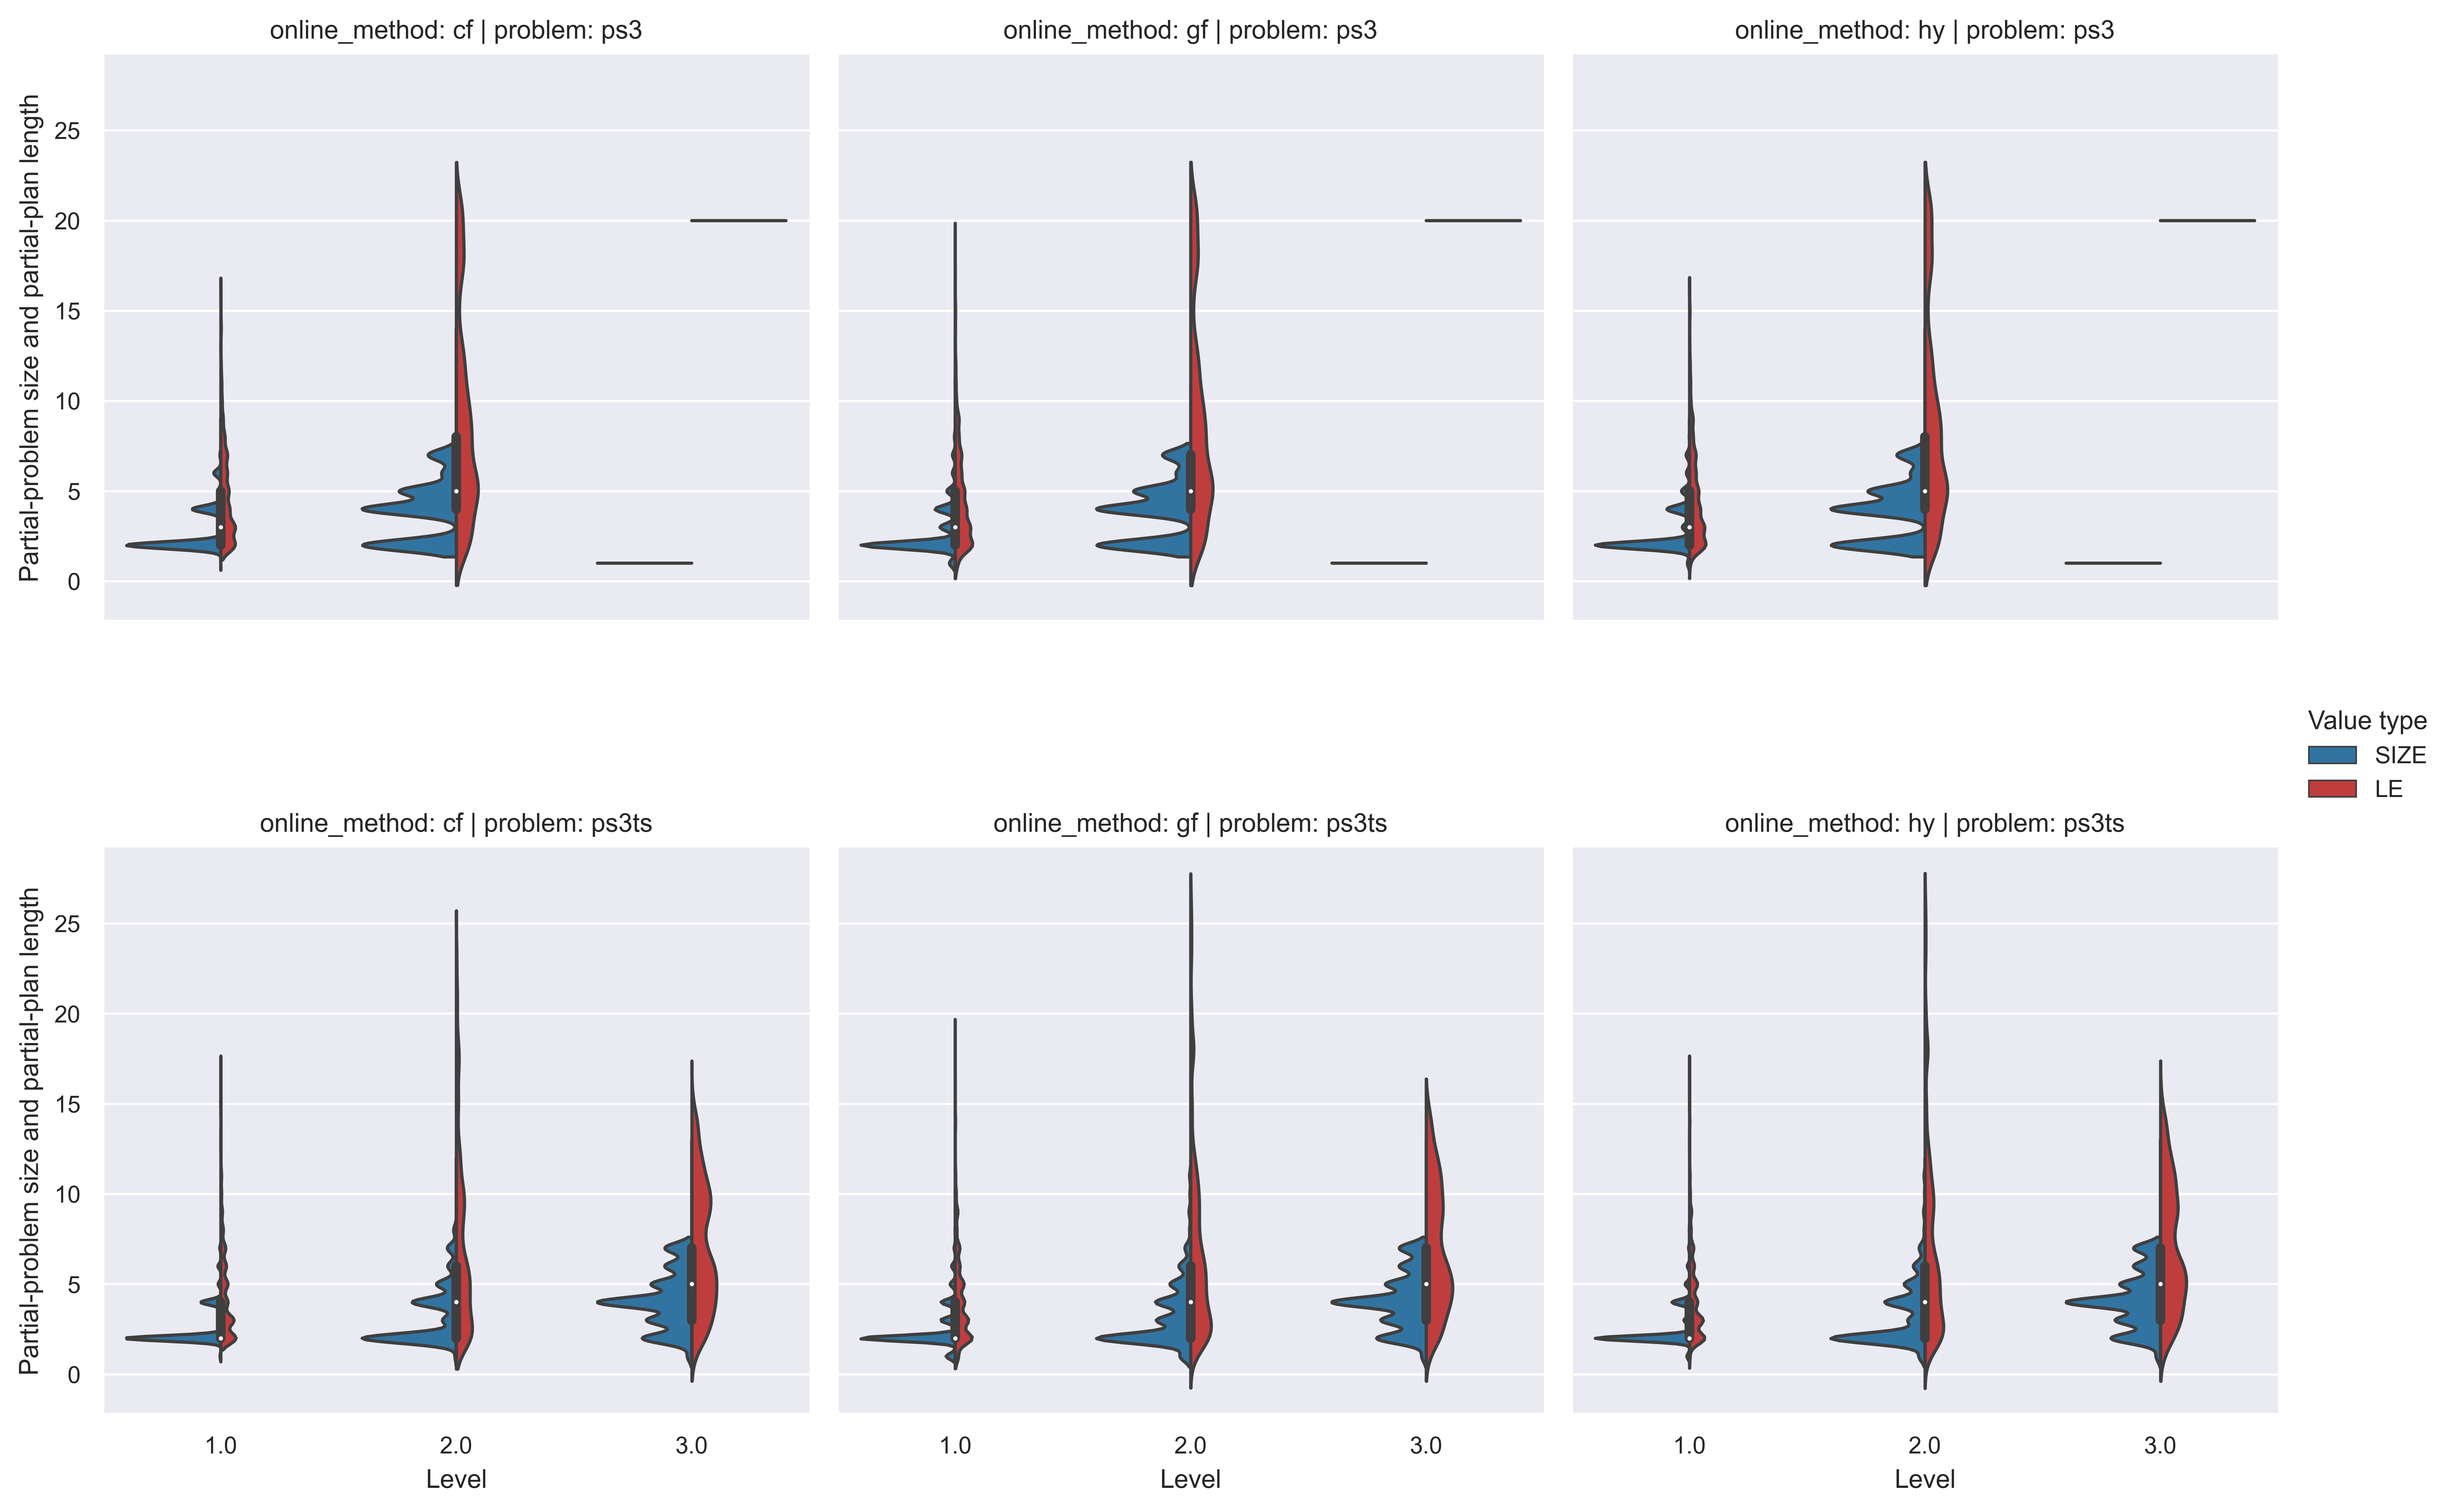 online_method: cf | problem: ps3
online_method: gf | problem: ps3
online_method: hy | problem: ps3
Partial-problem size and partial-plan length
25
20
15
10
5
0
Value type
SIZE
LE
online_method: cf | problem: ps3ts
online_method: gf | problem: ps3ts
online_method: hy | problem: ps3ts
Partial-problem size and partial-plan length
25
20
15
10
5
0
1.0 2.0 3.0
Level
1.0 2.0 3.0
Level
1.0 2.0 3.0
Level